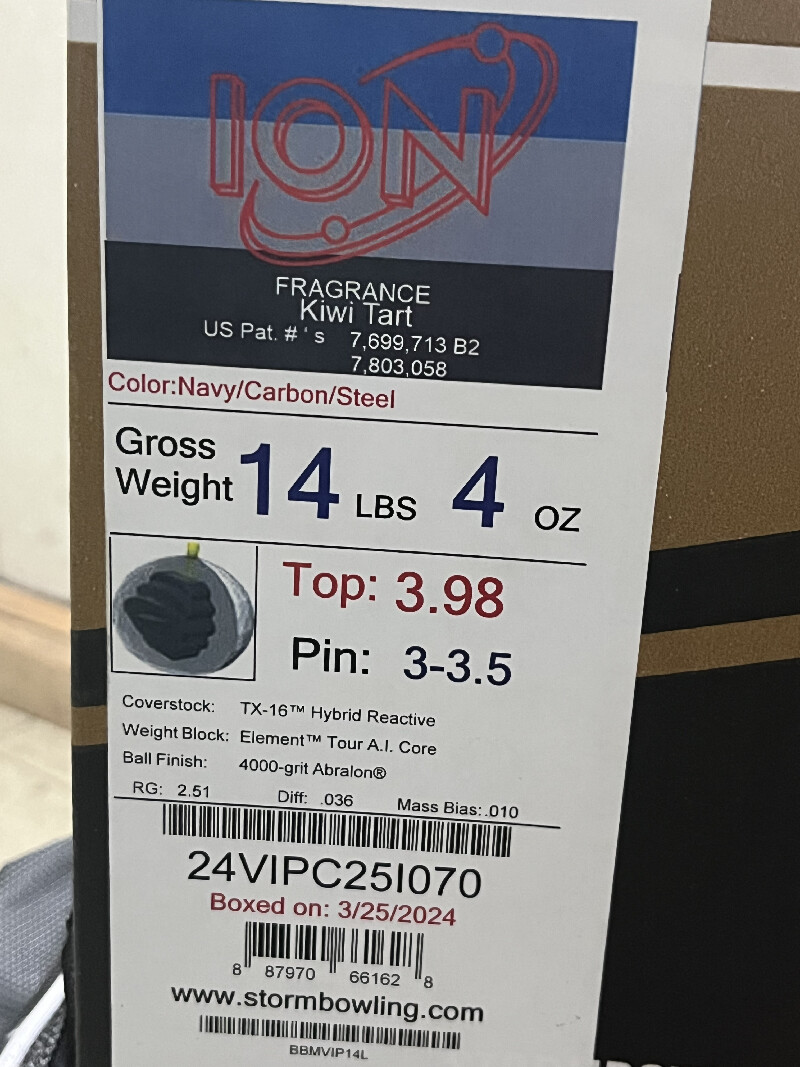 ION
FRAGRANCE
Kiwi Tart
US Pat. # ' s 7,699,713 B2
7,803,058
Color:Navy/Carbon/Steel
Gross
Weight 14 LBS 4 OZ
Top: 3.98
Pin: 3-3.5
Coverstock: TX-16™ Hybrid Reactive
Weight Block: Element™ Tour A.I. Core
Ball Finish: 4000-grit Abralon®
RG: 2.51 Diff: .036 Mass Bias:.010
24VIPC25I070
Boxed on: 3/25/2024
8 87970 66162 8
www.stormbowling.com
BBMVIP14L